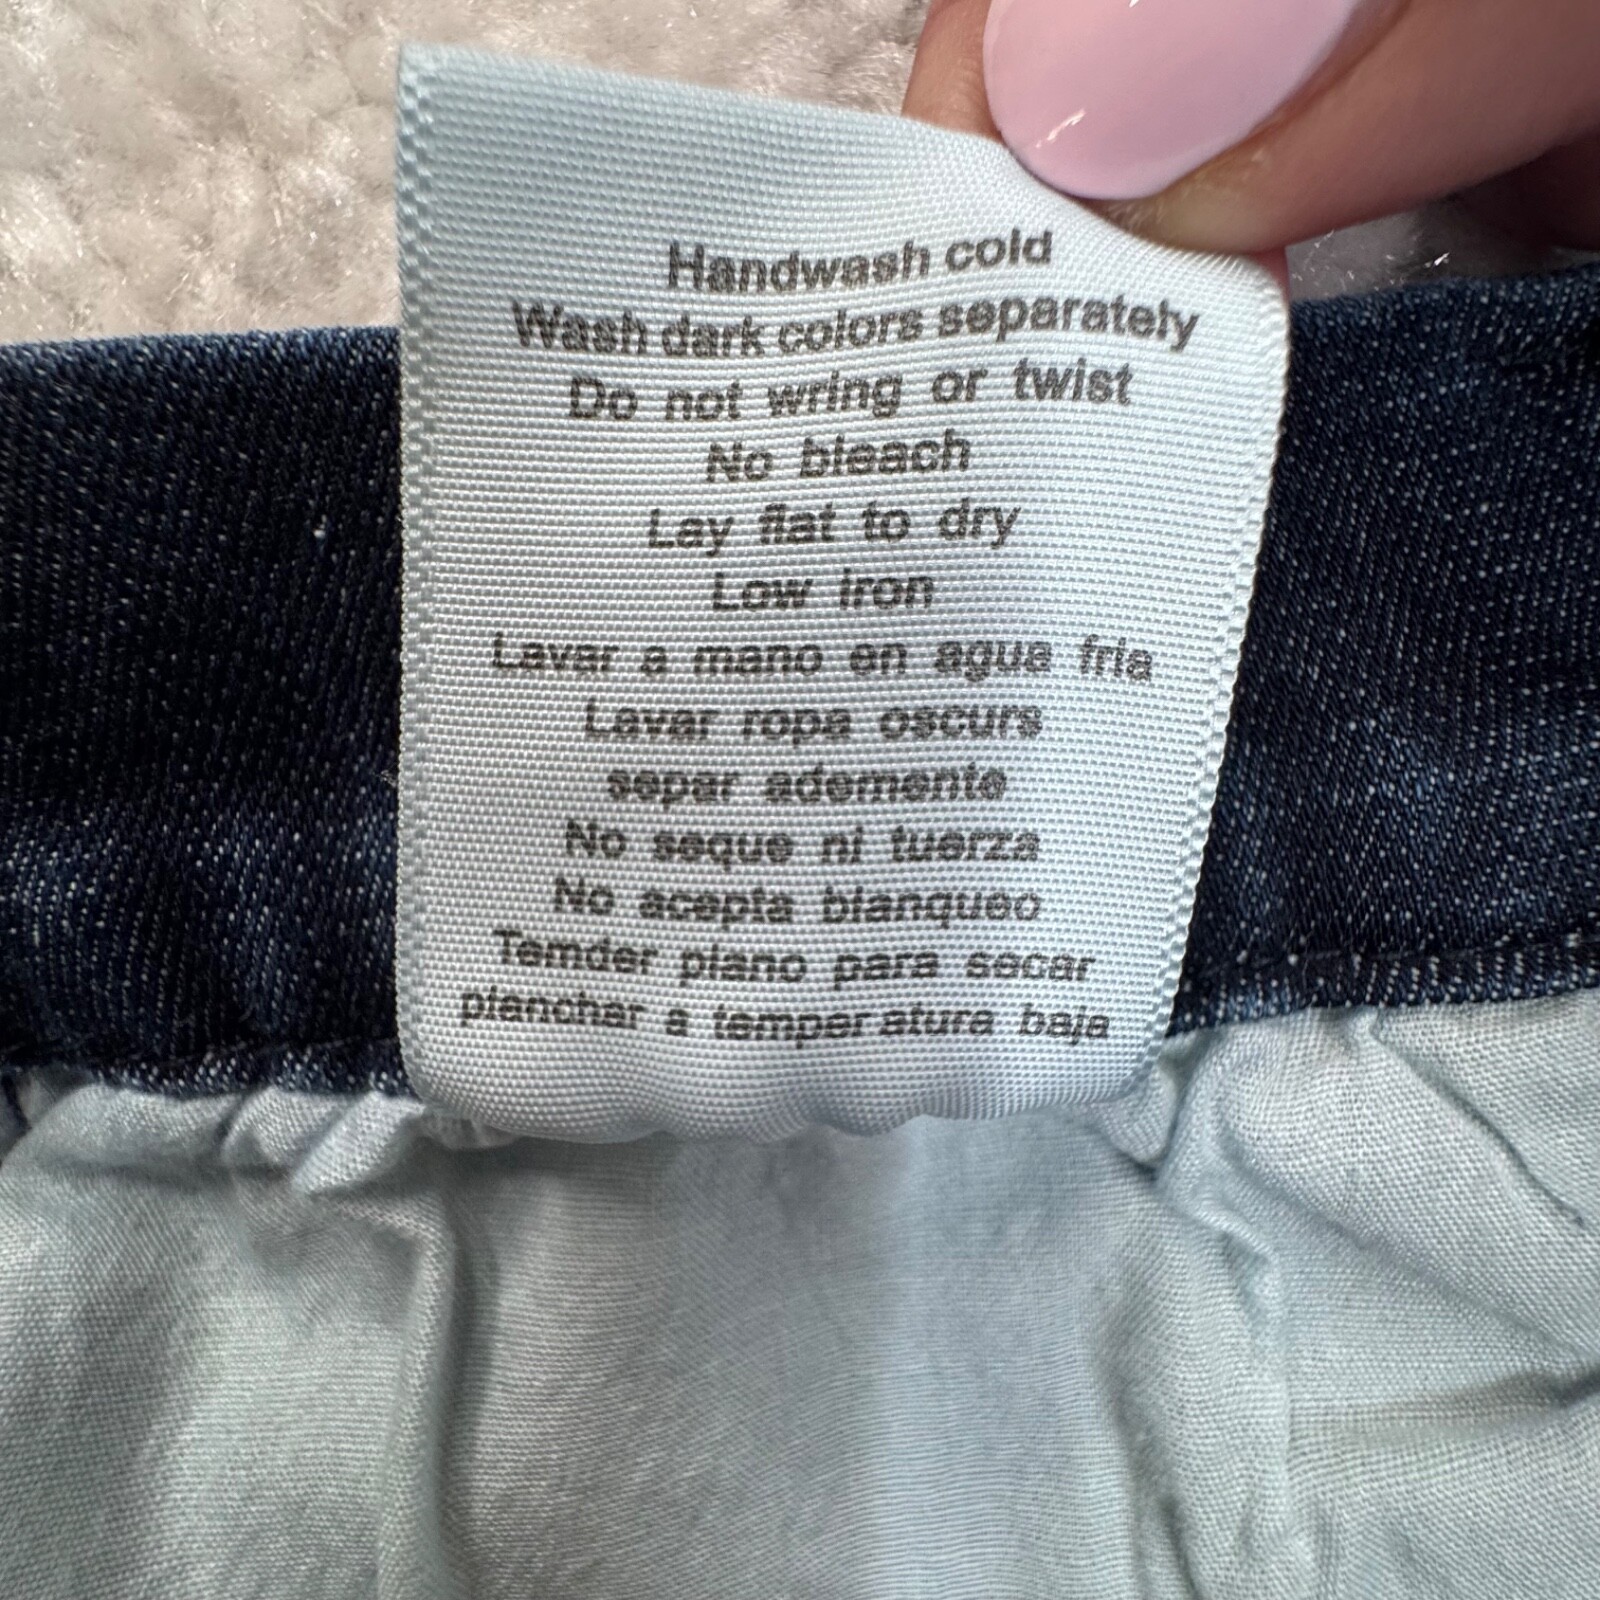 Handwash cold
Wash dark colors separately
Do not wring or twist
No bleach
Lay flat to dry
Low iron
Lavar a mano en agua fria
Lavar ropa oscurs
separ ademente
No seque ni tuerza
No acepta blanqueo
Temder plano para secar
planchar a temper atura baja